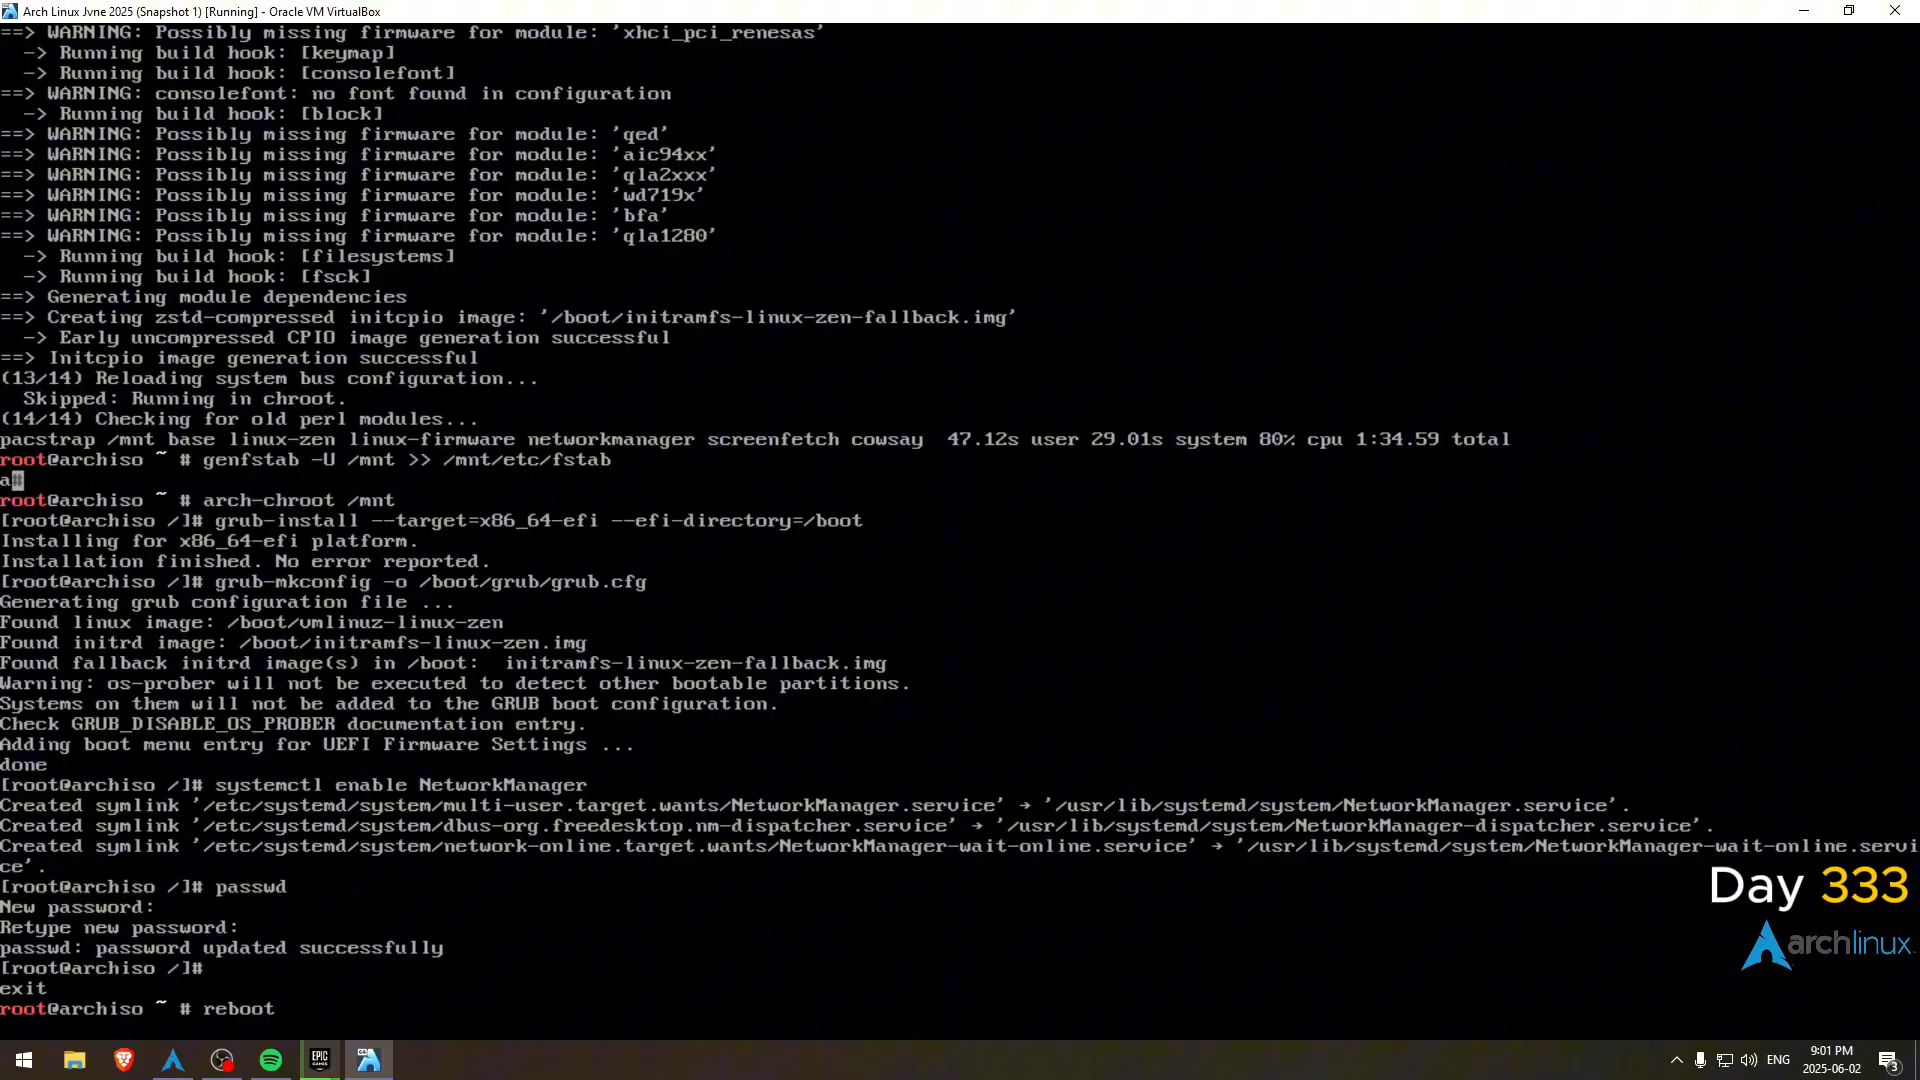 Arch Linux Jvne 2025 (Snapshot 1) [Running] - Oracle VM VirtualBox
==> WARNING: Possibly missing firmware for module: 'xhci_pci_renesas'
-> Running build hook: [keymap]
-> Running build hook: [consolefont]
==> WARNING: consolefont: no font found in configuration
-> Running build hook: [block]
==> WARNING: Possibly missing firmware for module: 'qed'
==> WARNING: Possibly missing firmware for module: 'aic94xx'
==> WARNING: Possibly missing firmware for module: 'qla2xxx'
==> WARNING: Possibly missing firmware for module: 'wd719x'
==> WARNING: Possibly missing firmware for module: 'bfa'
==> WARNING: Possibly missing firmware for module: 'qla1280'
-> Running build hook: [filesystems]
-> Running build hook: [fsck]
==> Generating module dependencies
==> Creating zstd-compressed initcpio image: '/boot/initramfs-linux-zen-fallback.img'
-> Early uncompressed CPIO image generation successful
==> Initcpio image generation successful
(13/14) Reloading system bus configuration...
Skipped: Running in chroot.
(14/14) Checking for old perl modules...
pacstrap /mnt base linux-zen linux-firmware networkmanager screenfetch cowsay  47.12s user 29.01s system 80% cpu 1:34.59 total
root@archiso ~ # genfstab -U /mnt >> /mnt/etc/fstab
a#
root@archiso ~ # arch-chroot /mnt
[root@archiso /]# grub-install --target=x86_64-efi --efi-directory=/boot
Installing for x86_64-efi platform.
Installation finished. No error reported.
[root@archiso /]# grub-mkconfig -o /boot/grub/grub.cfg
Generating grub configuration file ...
Found linux image: /boot/vmlinuz-linux-zen
Found initrd image: /boot/initramfs-linux-zen.img
Found fallback initrd image(s) in /boot:  initramfs-linux-zen-fallback.img
Warning: os-prober will not be executed to detect other bootable partitions.
Systems on them will not be added to the GRUB boot configuration.
Check GRUB_DISABLE_OS_PROBER documentation entry.
Adding boot menu entry for UEFI Firmware Settings ...
done
[root@archiso /]# systemctl enable NetworkManager
Created symlink '/etc/systemd/system/multi-user.target.wants/NetworkManager.service' → '/usr/lib/systemd/system/NetworkManager.service'.
Created symlink '/etc/systemd/system/dbus-org.freedesktop.nm-dispatcher.service' → '/usr/lib/systemd/system/NetworkManager-dispatcher.service'.
Created symlink '/etc/systemd/system/network-online.target.wants/NetworkManager-wait-online.service' → '/usr/lib/systemd/system/NetworkManager-wait-online.servi
ce'.
[root@archiso /]# passwd
New password:
Retype new password:
passwd: password updated successfully
[root@archiso /]#
exit
root@archiso ~ # reboot
Day 333
archlinux
EPIC GAMES
ENG
9:01 PM
2025-06-02
3